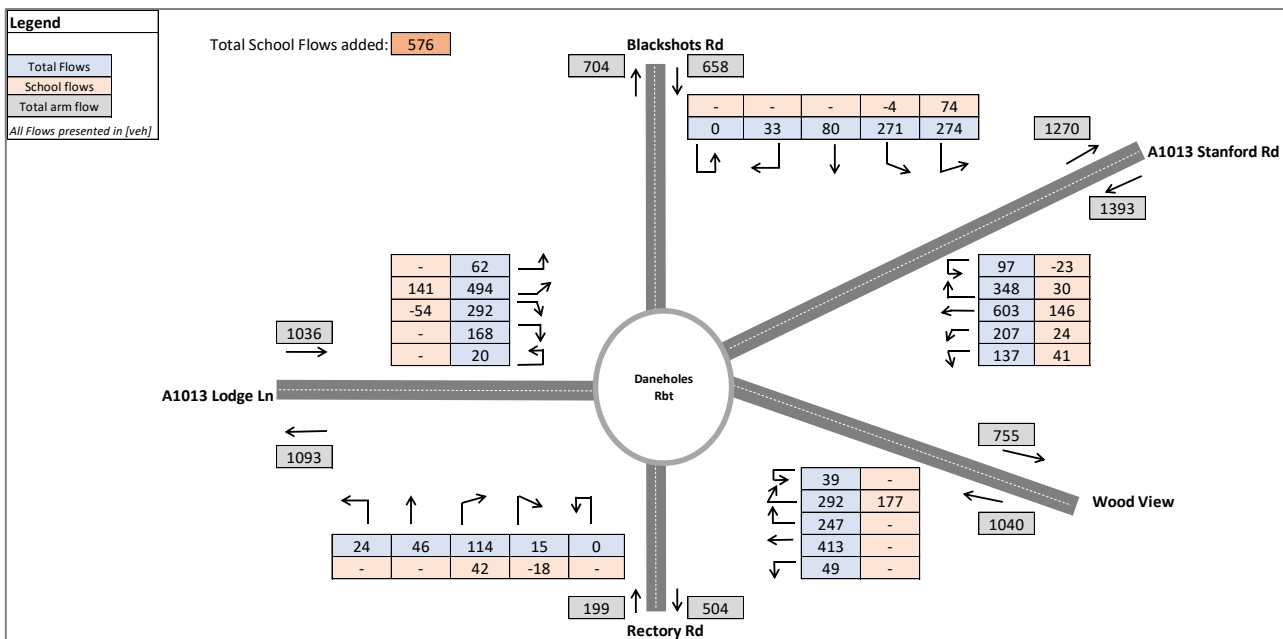 Legend
Total Flows
School flows
Total arm flow
All Flows presented in [veh]
Total School Flows added: 576
Blackshots Rd
704 658
- - - -4 74
0 33 80 271 274
1270
A1013 Stanford Rd
1393
- 62
141 494
-54 292
- 168
- 20
97 -23
348 30
603 146
207 24
137 41
1036
A1013 Lodge Ln
1093
Daneholes
Rbt
755
Wood View
1040
39 -
292 177
247 -
413 -
49 -
24 46 114 15 0
- - 42 -18 -
199 504
Rectory Rd